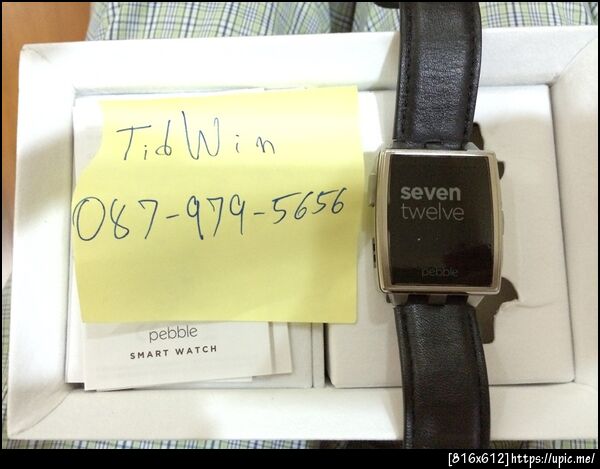 TidWin
087-979-5656
seven
twelve
pebble
pebble
SMART WATCH
[816x612]https://upic.me/